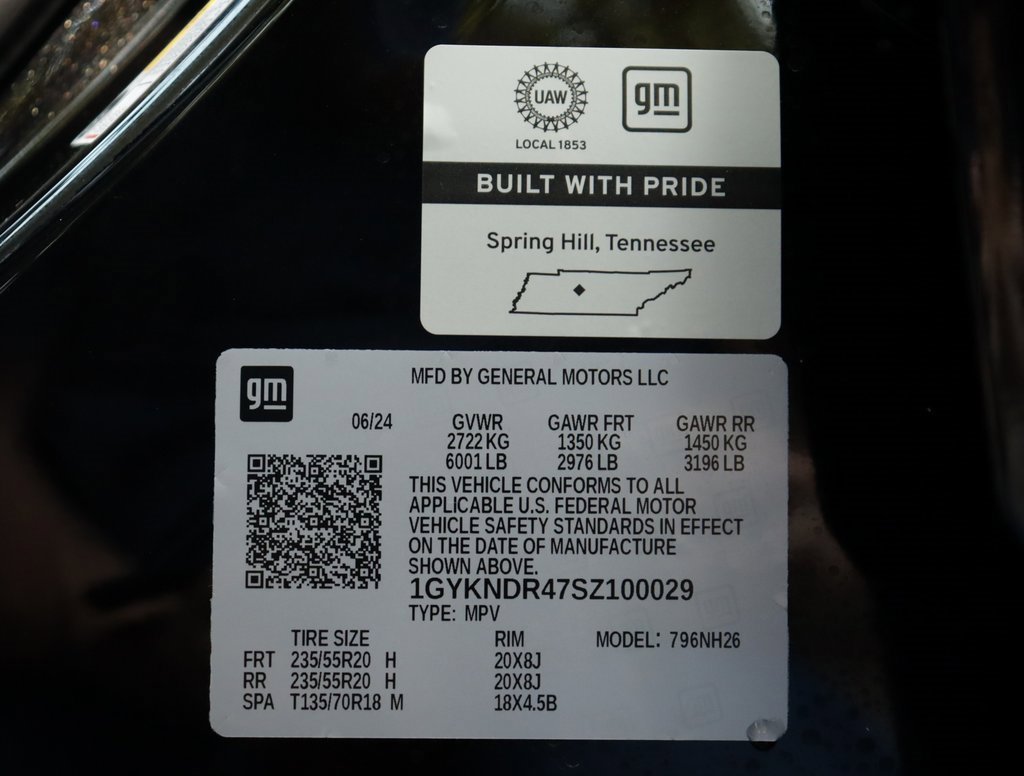 UAW
gm
LOCAL 1853
BUILT WITH PRIDE
Spring Hill, Tennessee
gm
MFD BY GENERAL MOTORS LLC
06/24 GVWR GAWR FRT GAWR RR
2722 KG 1350 KG 1450 KG
6001 LB 2976 LB 3196 LB
THIS VEHICLE CONFORMS TO ALL
APPLICABLE U.S. FEDERAL MOTOR
VEHICLE SAFETY STANDARDS IN EFFECT
ON THE DATE OF MANUFACTURE
SHOWN ABOVE.
1GYKNDR47SZ100029
TYPE: MPV
TIRE SIZE RIM MODEL: 796NH26
FRT 235/55R20 H 20X8J
RR 235/55R20 H 20X8J
SPA T135/70R18 M 18X4.5B